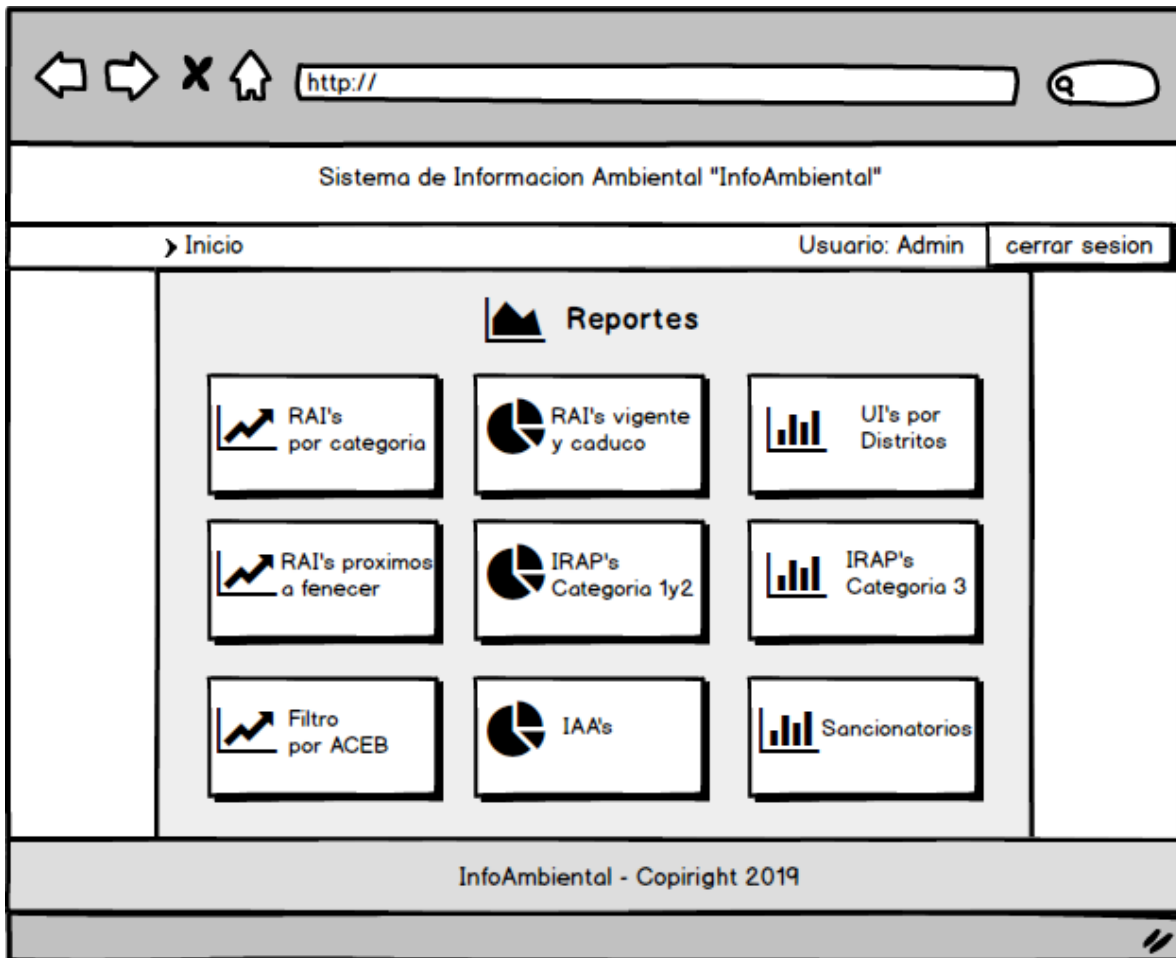 http://
Sistema de Informacion Ambiental "InfoAmbiental"
Inicio
Usuario: Admin
cerrar sesion
Reportes
RAI's
por categoria
RAI's vigente
y caduco
UI's por
Distritos
RAI's proximos
a fenecer
IRAP's
Categoria 1y2
IRAP's
Categoria 3
Filtro
por ACEB
IAA's
Sancionatorios
InfoAmbiental - Copiright 2019